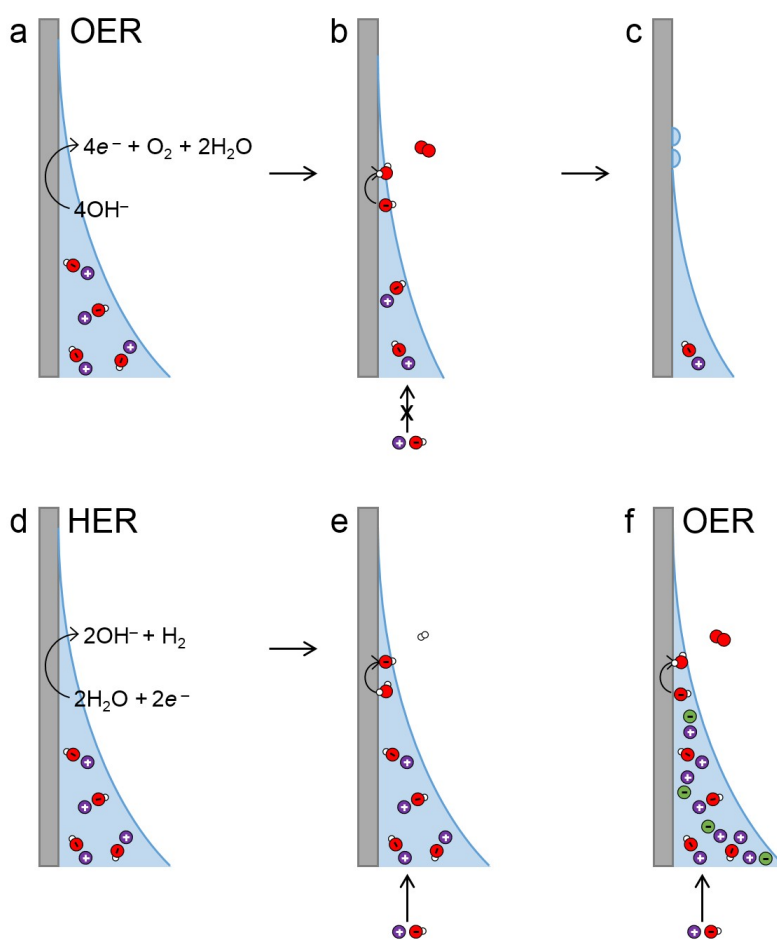 a OER
b
c
4e⁻ + O₂ + 2H₂O
4OH⁻
X
d HER
e
f OER
2OH⁻ + H₂
2H₂O + 2e⁻